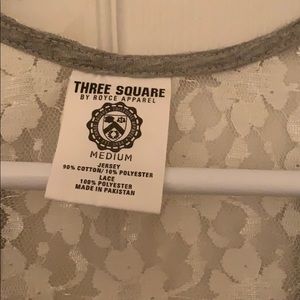 THREE SQUARE
BY ROYCE APPAREL
MEDIUM
JERSEY
90% COTTON/10% POLYESTER
LACE
100% POLYESTER
MADE IN PAKISTAN